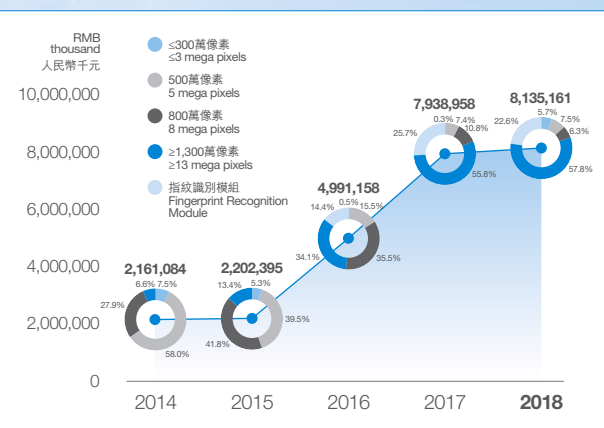 RMB
thousand
人民幣千元
≤300萬像素
≤3 mega pixels
500萬像素
5 mega pixels
800萬像素
8 mega pixels
≥1,300萬像素
≥13 mega pixels
指紋識別模組
Fingerprint Recognition
Module
10,000,000
8,000,000
6,000,000
4,000,000
2,000,000
0
2,161,084
6.6% 7.5%
27.9%
58.0%
2,202,395
13.4% 5.3%
39.5%
41.8%
4,991,158
14.4% 0.5% 15.5%
34.1%
35.5%
7,938,958
0.3% 7.4%
25.7% 10.8%
55.8%
8,135,161
5.7%
22.6% 7.5%
6.3%
57.8%
2014 2015 2016 2017 2018